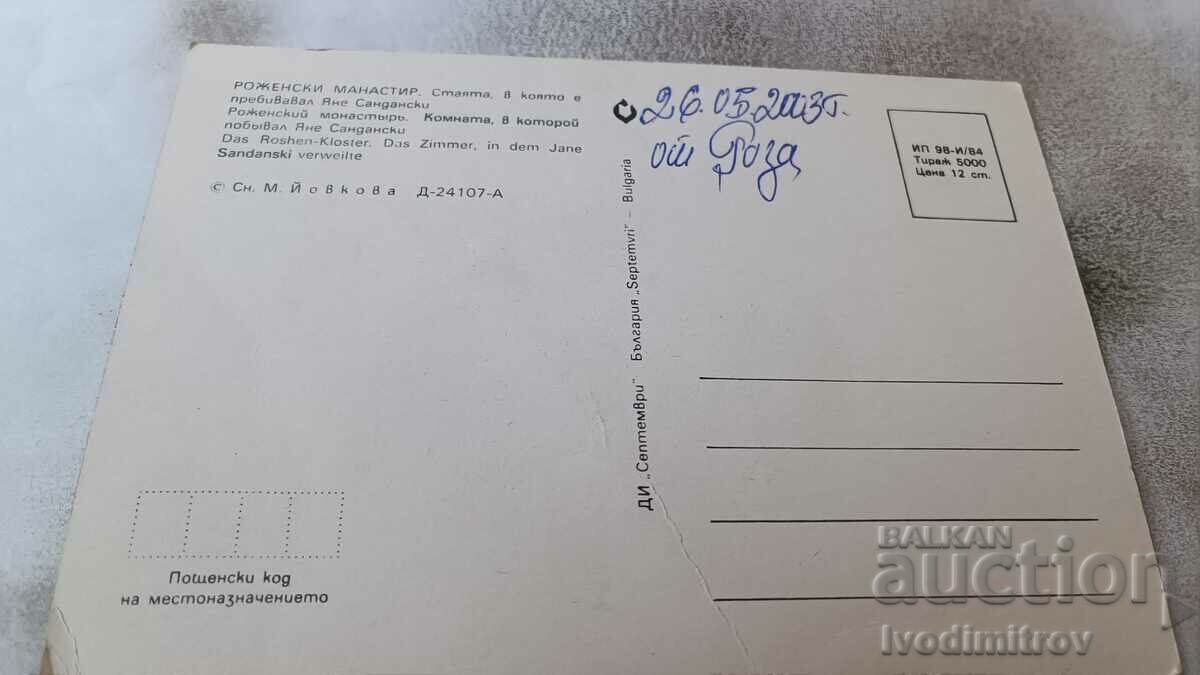 РОЖЕНСКИ МАНАСТИР. Стаята, в която е
пребивавал Яне Сандански
Роженский монастырь. Комната, в которой
побывал Яне Сандански
Das Roshen-Kloster. Das Zimmer, in dem Jane
Sandanski verweilte
© Сн. М. Йовкова Д-24107-А
26.05.2003г.
от Роза
ИП 98-И/84
Тираж 5000
Цена 12 ст.
ДИ „Септември" България „Septemvri" – Bulgaria
Пощенски код
на местоназначението
BALKAN
auction
Ivodimitrov